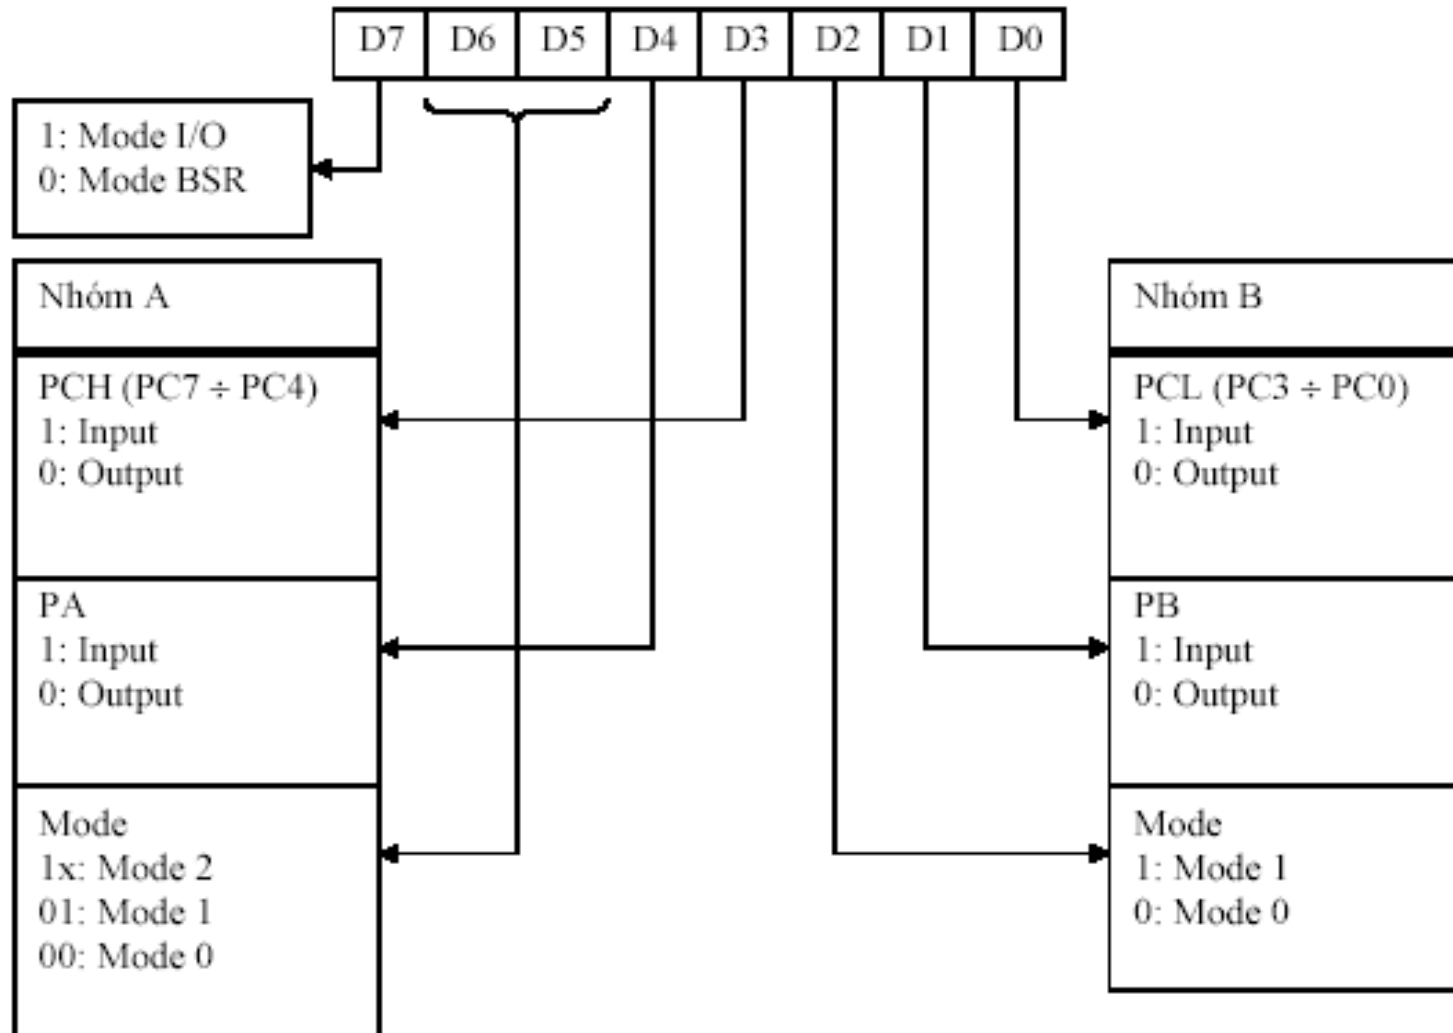 D7 D6 D5 D4 D3 D2 D1 D0
1: Mode I/O
0: Mode BSR
Nhóm A
PCH (PC7 ÷ PC4)
1: Input
0: Output
PA
1: Input
0: Output
Mode
1x: Mode 2
01: Mode 1
00: Mode 0
Nhóm B
PCL (PC3 ÷ PC0)
1: Input
0: Output
PB
1: Input
0: Output
Mode
1: Mode 1
0: Mode 0